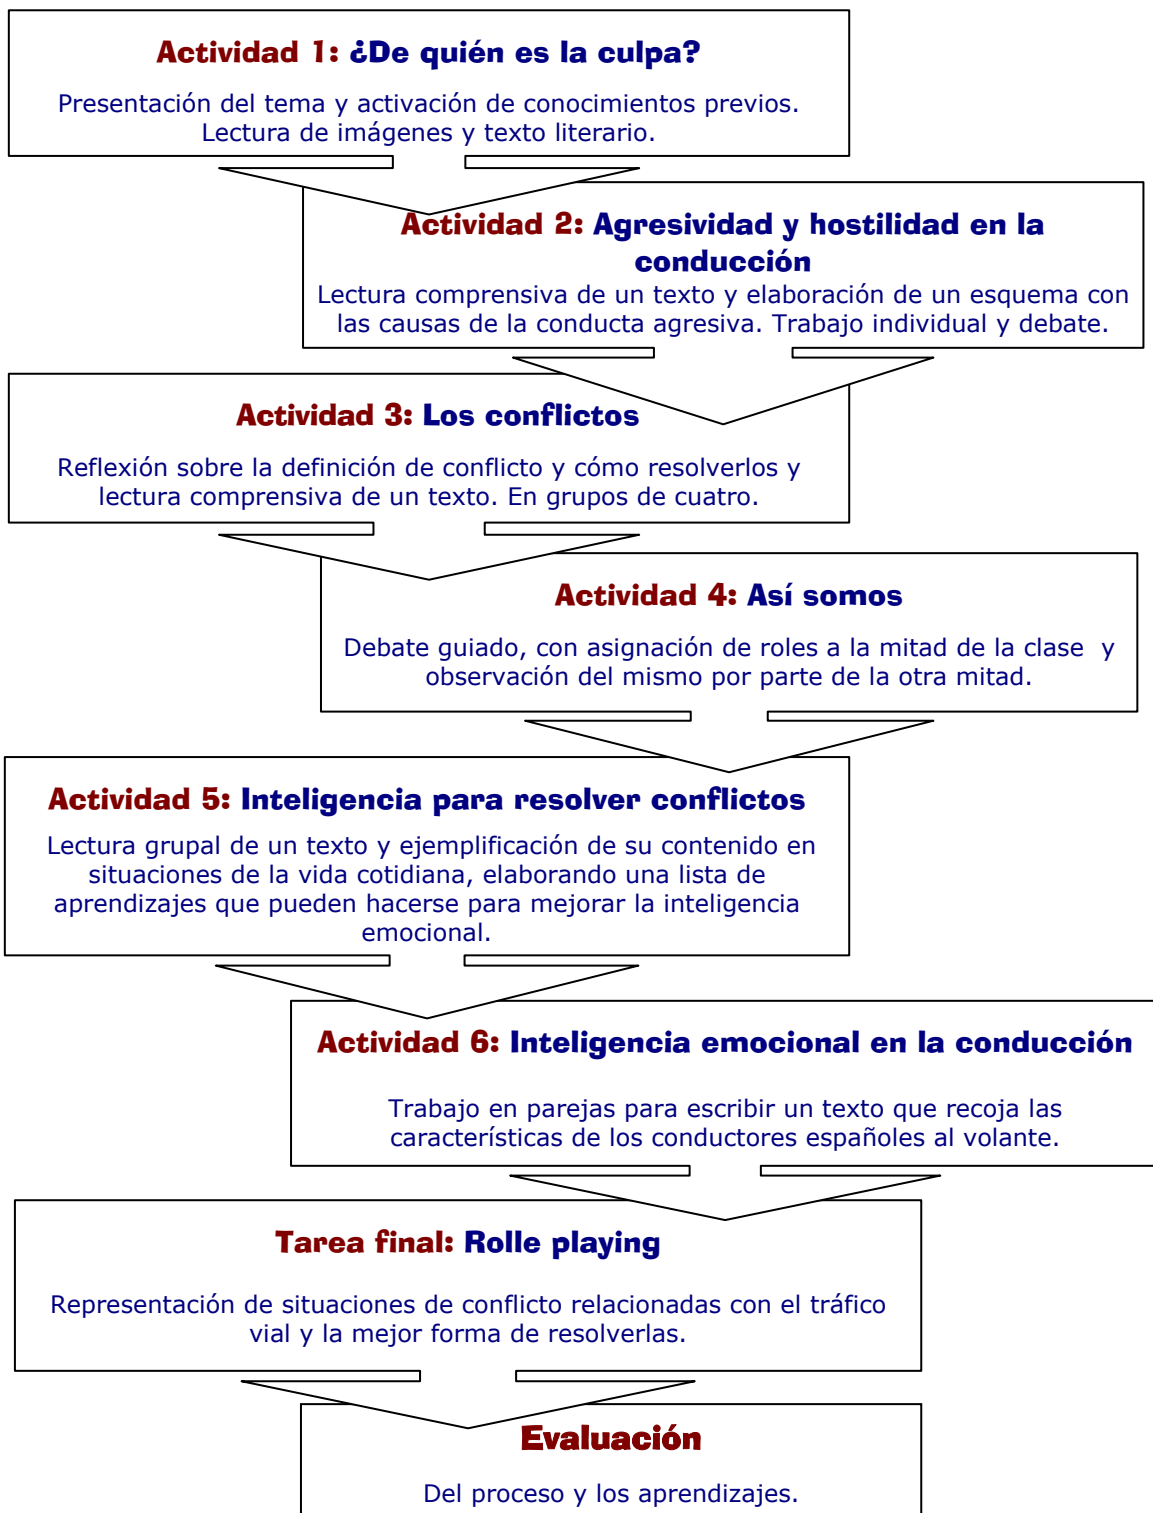 Actividad 1: ¿De quién es la culpa?
Presentación del tema y activación de conocimientos previos.
Lectura de imágenes y texto literario.
Actividad 2: Agresividad y hostilidad en la
conducción
Lectura comprensiva de un texto y elaboración de un esquema con
las causas de la conducta agresiva. Trabajo individual y debate.
Actividad 3: Los conflictos
Reflexión sobre la definición de conflicto y cómo resolverlos y
lectura comprensiva de un texto. En grupos de cuatro.
Actividad 4: Así somos
Debate guiado, con asignación de roles a la mitad de la clase y
observación del mismo por parte de la otra mitad.
Actividad 5: Inteligencia para resolver conflictos
Lectura grupal de un texto y ejemplificación de su contenido en
situaciones de la vida cotidiana, elaborando una lista de
aprendizajes que pueden hacerse para mejorar la inteligencia
emocional.
Actividad 6: Inteligencia emocional en la conducción
Trabajo en parejas para escribir un texto que recoja las
características de los conductores españoles al volante.
Tarea final: Rolle playing
Representación de situaciones de conflicto relacionadas con el tráfico
vial y la mejor forma de resolverlas.
Evaluación
Del proceso y los aprendizajes.